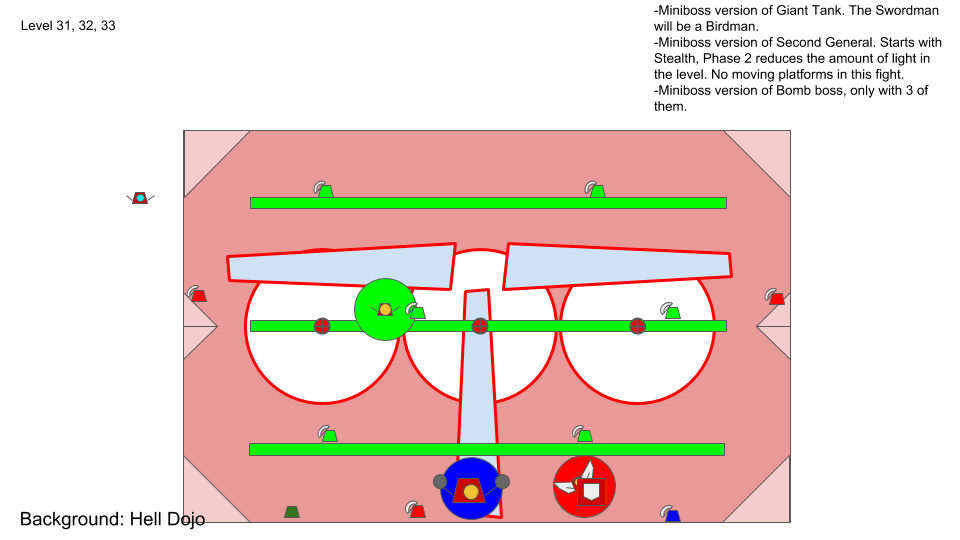 Level 31, 32, 33
-Miniboss version of Giant Tank. The Swordman
will be a Birdman.
-Miniboss version of Second General. Starts with
Stealth, Phase 2 reduces the amount of light in
the level. No moving platforms in this fight.
-Miniboss version of Bomb boss, only with 3 of
them.
Background: Hell Dojo